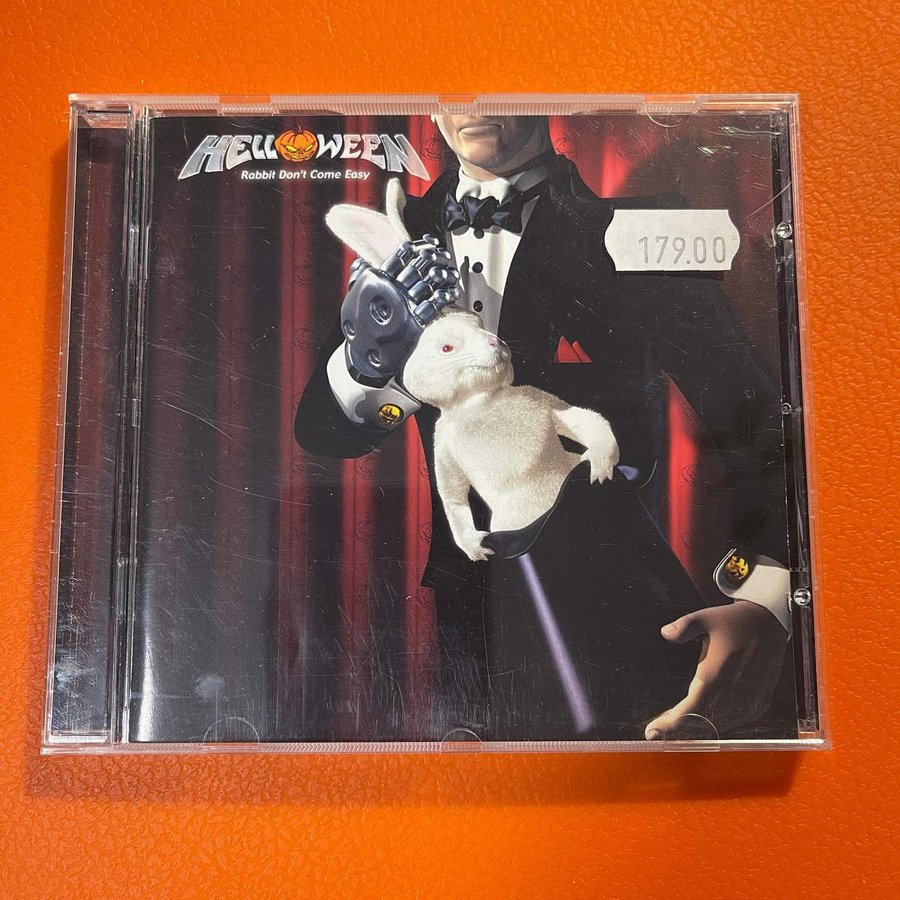 HELLOWEEN
Rabbit Don't Come Easy
179.00